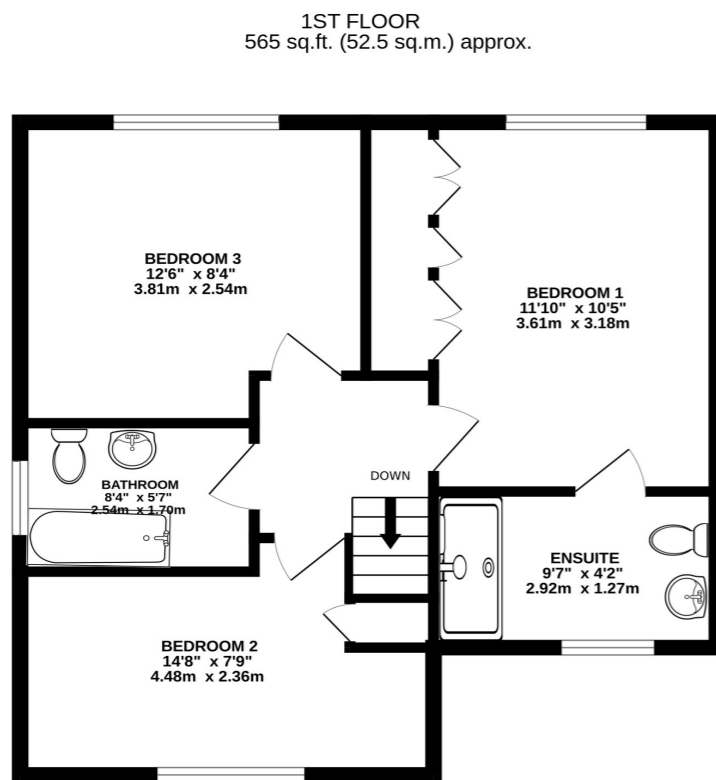 1ST FLOOR
565 sq.ft. (52.5 sq.m.) approx.
BEDROOM 3
12'6" x 8'4"
3.81m x 2.54m
BEDROOM 1
11'10" x 10'5"
3.61m x 3.18m
BATHROOM
8'4" x 5'7"
2.54m x 1.70m
DOWN
ENSUITE
9'7" x 4'2"
2.92m x 1.27m
BEDROOM 2
14'8" x 7'9"
4.48m x 2.36m